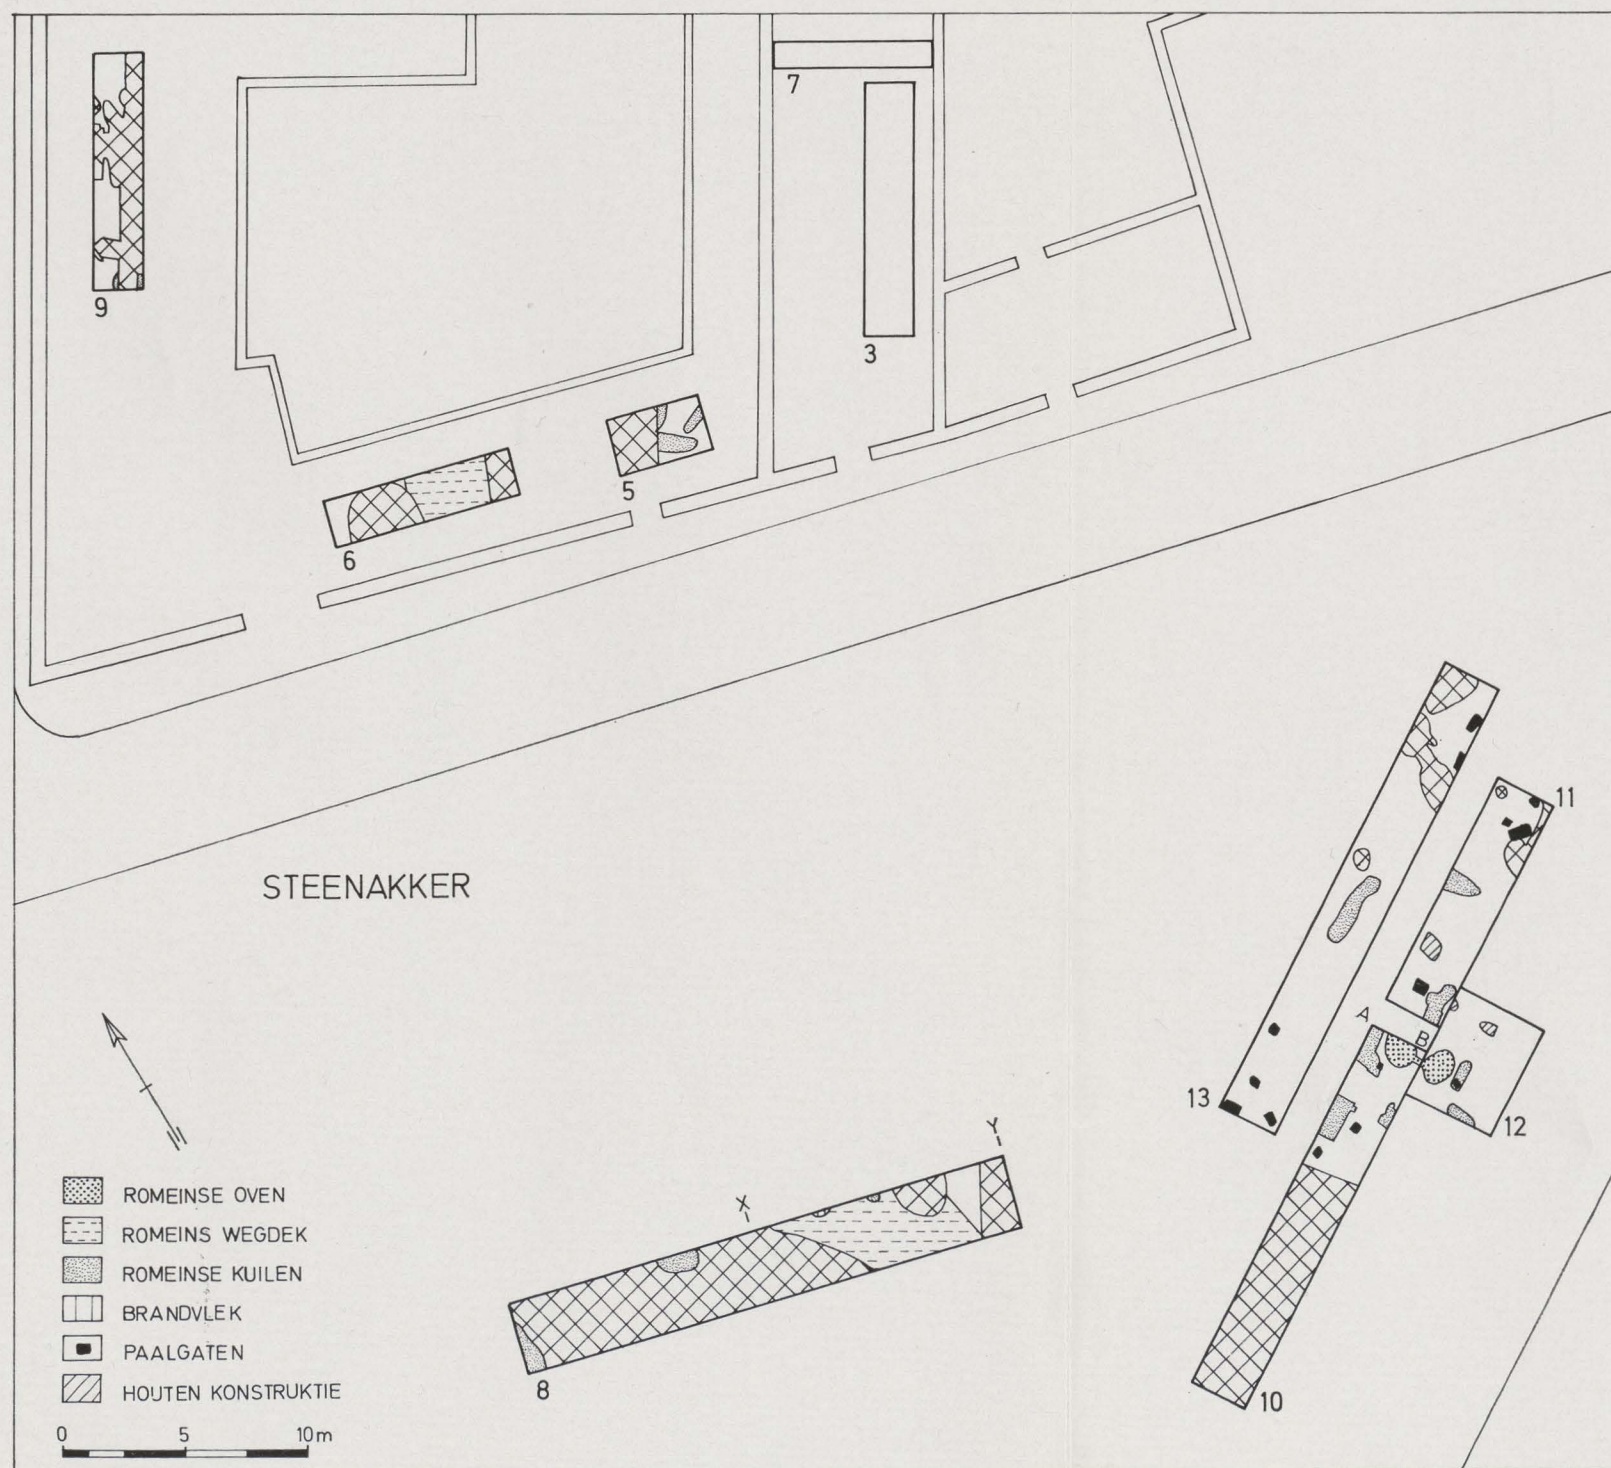 7
9
3
5
6
11
STEENAKKER
A
B
13
12
Y
X
ROMEINSE OVEN
ROMEINS WEGDEK
ROMEINSE KUILEN
BRANDVLEK
PAALGATEN
HOUTEN KONSTRUKTIE
8
10
0 5 10m